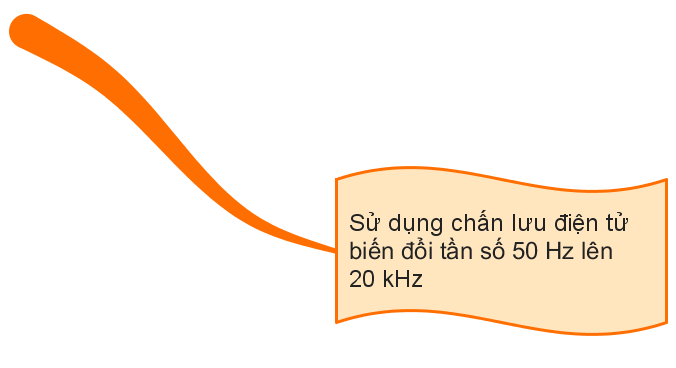 Sử dụng chấn lưu điện tử
biến đổi tần số 50 Hz lên
20 kHz